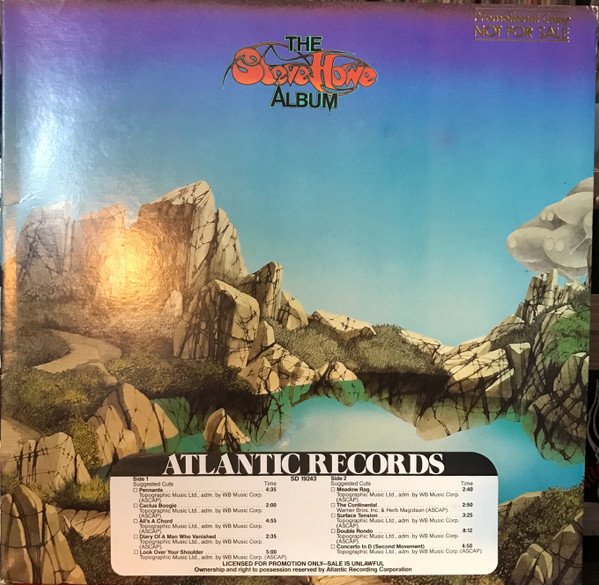 Promotional Copy
NOT FOR SALE
THE
Steve Howe
ALBUM
ATLANTIC RECORDS
Side 1 SD 19243 Side 2
Suggested Cuts Time Suggested Cuts Time
Pennants 4:35
Topographic Music Ltd., adm. by WB Music Corp.
(ASCAP)
Cactus Boogie 2:00
Topographic Music Ltd., adm. by WB Music Corp.
(ASCAP)
All's A Chord 4:55
Topographic Music Ltd., adm. by WB Music Corp.
(ASCAP)
Diary Of A Man Who Vanished 2:35
Topographic Music Ltd., adm. by WB Music Corp.
(ASCAP)
Look Over Your Shoulder 5:00
Topographic Music Ltd., adm. by WB Music Corp. (ASCAP)
Meadow Rag 2:40
Topographic Music Ltd., adm. by WB Music Corp.
(ASCAP)
The Continental 2:50
Warner Bros. Inc. & Herb Magidson (ASCAP)
Surface Tension 3:25
Topographic Music Ltd., adm. by WB Music Corp.
(ASCAP)
Double Rondo 8:12
Topographic Music Ltd., adm. by WB Music Corp.
(ASCAP)
Concerto In D (Second Movement) 4:50
Topographic Music Ltd., adm. by WB Music Corp. (ASCAP)
LICENSED FOR PROMOTION ONLY–SALE IS UNLAWFUL
Ownership and right to possession reserved by Atlantic Recording Corporation